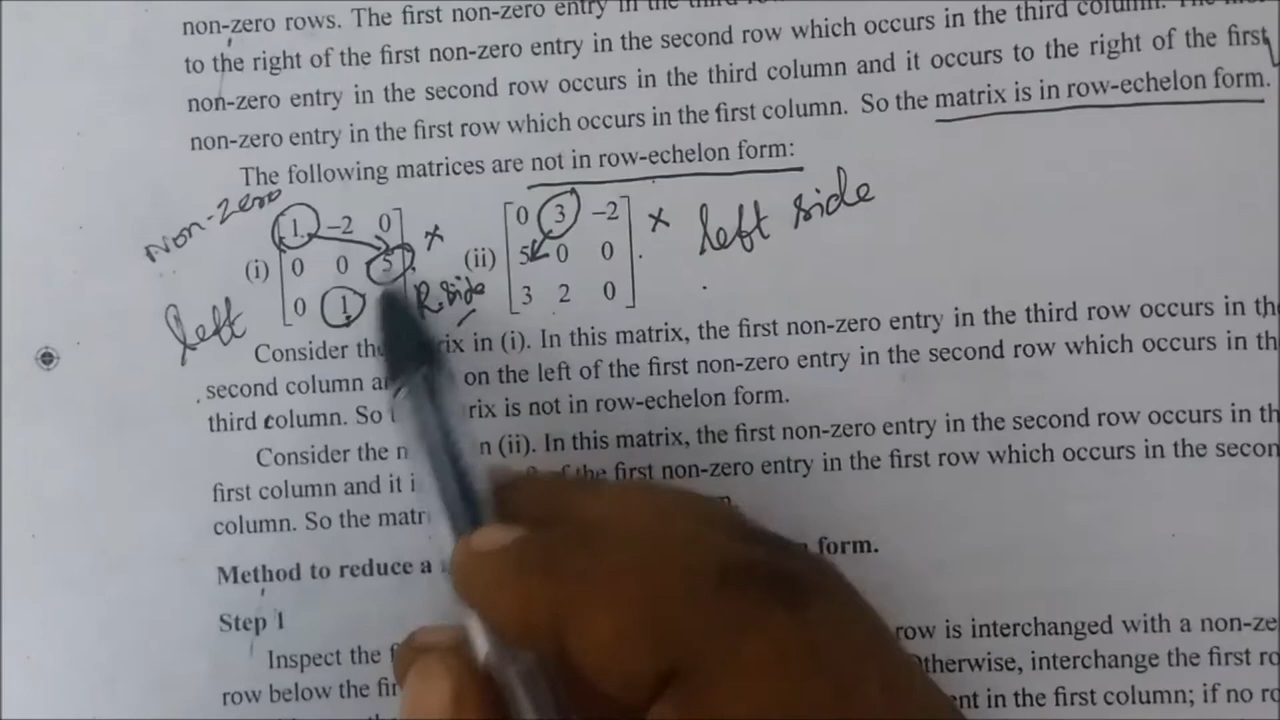 non-zero rows. The first non-zero entry in the third row
to the right of the first non-zero entry in the second row which occurs in the third column. The
non-zero entry in the second row occurs in the third column and it occurs to the right of the first
non-zero entry in the first row which occurs in the first column. So the matrix is in row-echelon form.
The following matrices are not in row-echelon form:
Non-zero
left
(i)
1 -2 0
0 0 5
0 1
×
R.side
(ii)
0 3 -2
5 0 0
3 2 0
× left side
Consider the rix in (i). In this matrix, the first non-zero entry in the third row occurs in the
second column a on the left of the first non-zero entry in the second row which occurs in th
third column. So rix is not in row-echelon form.
Consider the n (ii). In this matrix, the first non-zero entry in the second row occurs in th
first column and it i of the first non-zero entry in the first row which occurs in the secon
column. So the matr
Method to reduce a form.
Step 1
Inspect the f row is interchanged with a non-ze
therwise, interchange the first ro
row below the fir nt in the first column; if no ro